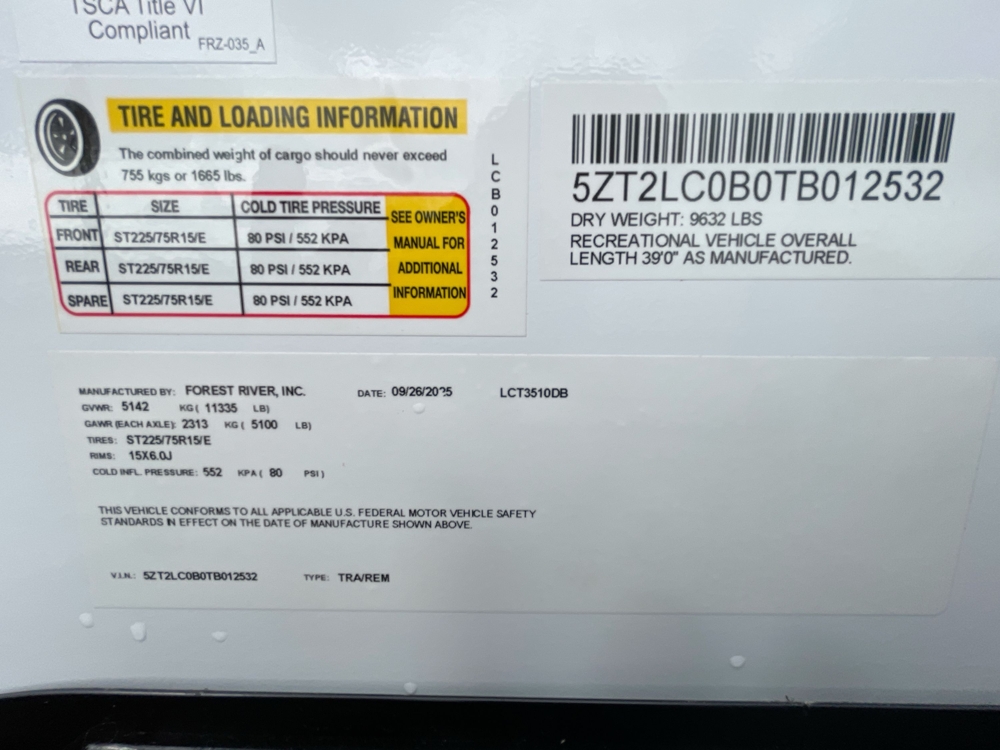 TSCA Title VI
Compliant
FRZ-035_A
TIRE AND LOADING INFORMATION
The combined weight of cargo should never exceed
755 kgs or 1665 lbs.
TIRE SIZE COLD TIRE PRESSURE
FRONT ST225/75R15/E 80 PSI / 552 KPA
REAR ST225/75R15/E 80 PSI / 552 KPA
SPARE ST225/75R15/E 80 PSI / 552 KPA
SEE OWNER'S
MANUAL FOR
ADDITIONAL
INFORMATION
LCB012532
5ZT2LC0B0TB012532
DRY WEIGHT: 9632 LBS
RECREATIONAL VEHICLE OVERALL
LENGTH 39'0" AS MANUFACTURED.
MANUFACTURED BY: FOREST RIVER, INC. DATE: 09/26/2025 LCT3510DB
GVWR: 5142 KG ( 11335 LB)
GAWR (EACH AXLE): 2313 KG ( 5100 LB)
TIRES: ST225/75R15/E
RIMS: 15X6.0J
COLD INFL. PRESSURE: 552 KPA ( 80 PSI )
THIS VEHICLE CONFORMS TO ALL APPLICABLE U.S. FEDERAL MOTOR VEHICLE SAFETY
STANDARDS IN EFFECT ON THE DATE OF MANUFACTURE SHOWN ABOVE.
V.I.N.: 5ZT2LC0B0TB012532 TYPE: TRA/REM